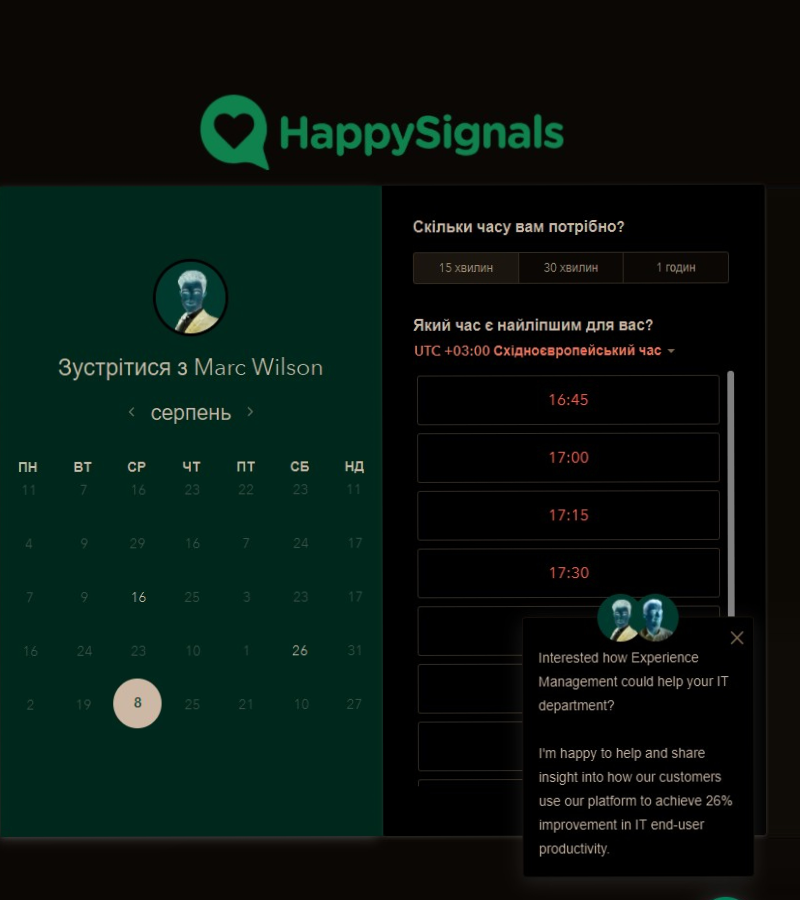 HappySignals
Зустрітися з Marc Wilson
серпень
ПН ВТ СР ЧТ ПТ СБ НД
11 7 16 23 22 23 11
4 9 29 16 7 24 17
7 9 16 25 3 23 17
16 24 23 10 1 26 31
2 19 8 25 21 10 27
Скільки часу вам потрібно?
15 хвилин 30 хвилин 1 годин
Який час є найліпшим для вас?
UTC +03:00 Східноєвропейський час
16:45
17:00
17:15
17:30
Interested how Experience
Management could help your IT
department?
I'm happy to help and share
insight into how our customers
use our platform to achieve 26%
improvement in IT end-user
productivity.